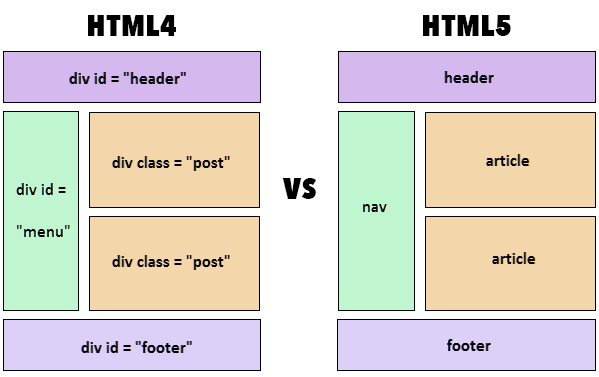 HTML4
div id = "header"
div id =
"menu"
div class = "post"
div class = "post"
div id = "footer"
VS
HTML5
header
nav
article
article
footer